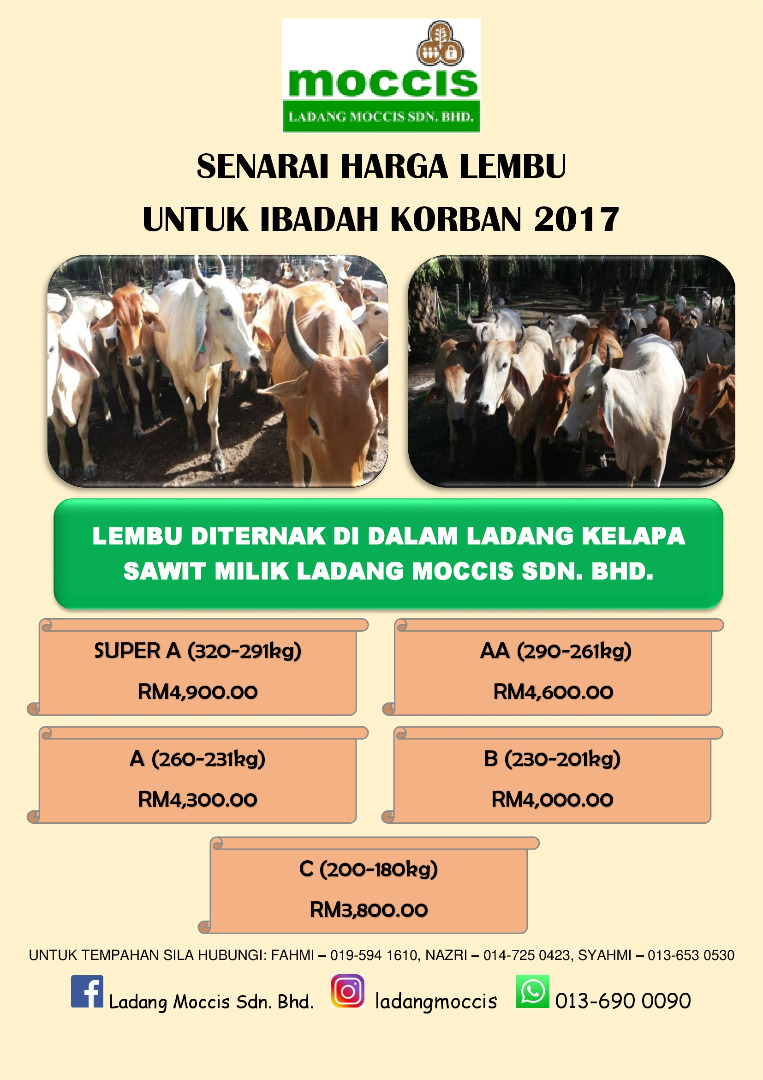 moccis
LADANG MOCCIS SDN. BHD.
SENARAI HARGA LEMBU
UNTUK IBADAH KORBAN 2017
LEMBU DITERNAK DI DALAM LADANG KELAPA
SAWIT MILIK LADANG MOCCIS SDN. BHD.
SUPER A (320-291kg)
RM4,900.00
AA (290-261kg)
RM4,600.00
A (260-231kg)
RM4,300.00
B (230-201kg)
RM4,000.00
C (200-180kg)
RM3,800.00
UNTUK TEMPAHAN SILA HUBUNGI: FAHMI – 019-594 1610, NAZRI – 014-725 0423, SYAHMI – 013-653 0530
Ladang Moccis Sdn. Bhd. ladangmoccis 013-690 0090